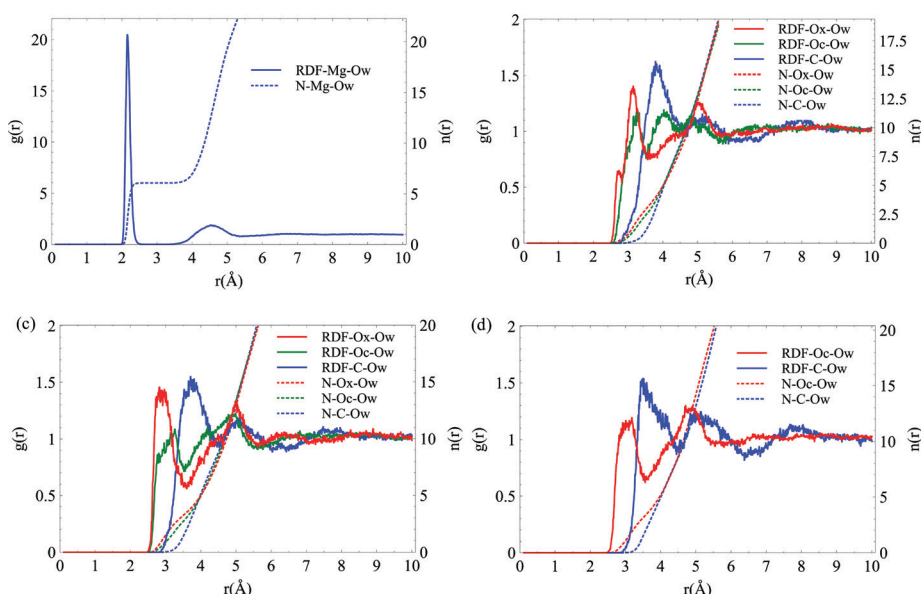 20
15
10
5
0
g(r)
RDF-Mg-Ow
N-Mg-Ow
20
15
10
5
0
n(r)
0 1 2 3 4 5 6 7 8 9 10
r(Å)
2
1.5
1
0.5
0
g(r)
RDF-Ox-Ow
RDF-Oc-Ow
RDF-C-Ow
N-Ox-Ow
N-Oc-Ow
N-C-Ow
17.5
15
12.5
10
7.5
5
2.5
0
n(r)
0 1 2 3 4 5 6 7 8 9 10
r(Å)
(c)
2
1.5
1
0.5
0
g(r)
RDF-Ox-Ow
RDF-Oc-Ow
RDF-C-Ow
N-Ox-Ow
N-Oc-Ow
N-C-Ow
20
15
10
5
0
n(r)
0 1 2 3 4 5 6 7 8 9 10
r(Å)
(d)
2
1.5
1
0.5
0
g(r)
RDF-Oc-Ow
RDF-C-Ow
N-Oc-Ow
N-C-Ow
20
15
10
5
0
n(r)
0 1 2 3 4 5 6 7 8 9 10
r(Å)